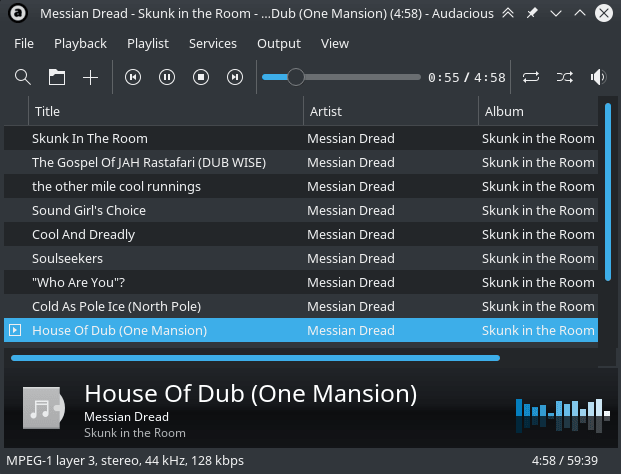 Messian Dread - Skunk in the Room - ...Dub (One Mansion) (4:58) - Audacious
File Playback Playlist Services Output View
0:55 / 4:58
Title Artist Album
Skunk In The Room Messian Dread Skunk in the Room
The Gospel Of JAH Rastafari (DUB WISE) Messian Dread Skunk in the Room
the other mile cool runnings Messian Dread Skunk in the Room
Sound Girl's Choice Messian Dread Skunk in the Room
Cool And Dreadly Messian Dread Skunk in the Room
Soulseekers Messian Dread Skunk in the Room
"Who Are You"? Messian Dread Skunk in the Room
Cold As Pole Ice (North Pole) Messian Dread Skunk in the Room
House Of Dub (One Mansion) Messian Dread Skunk in the Room
House Of Dub (One Mansion)
Messian Dread
Skunk in the Room
MPEG-1 layer 3, stereo, 44 kHz, 128 kbps 4:58 / 59:39